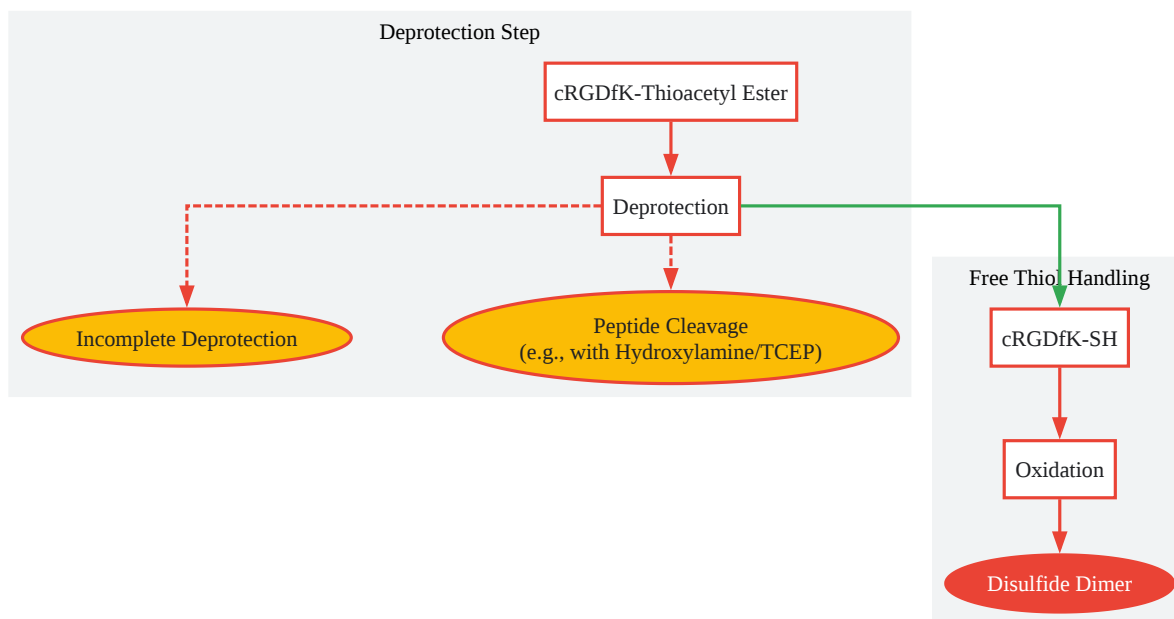 Deprotection Step
cRGDfK-Thioacetyl Ester
Deprotection
Free Thiol Handling
Incomplete Deprotection
Peptide Cleavage
(e.g., with Hydroxylamine/TCEP)
cRGDfK-SH
Oxidation
Disulfide Dimer